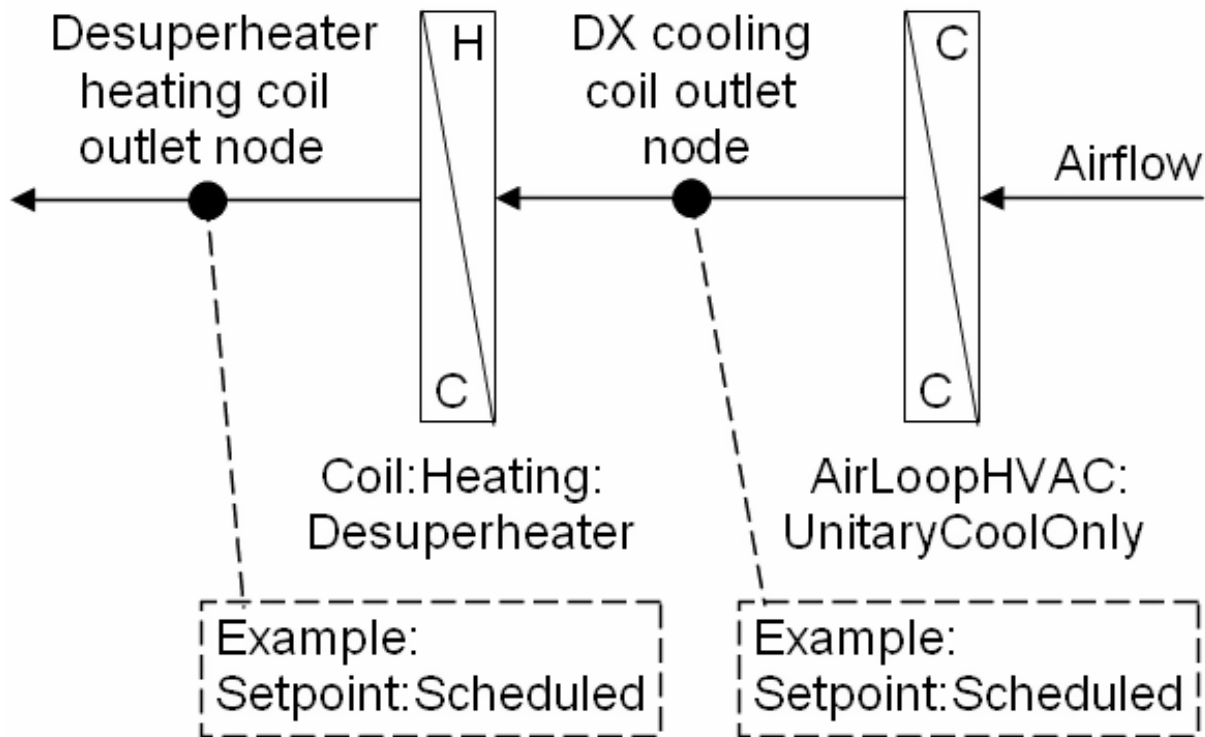 Desuperheater
heating coil
outlet node
H
C
DX cooling
coil outlet
node
C
C
Airflow
Coil:Heating:
Desuperheater
AirLoopHVAC:
UnitaryCoolOnly
Example:
Setpoint:Scheduled
Example:
Setpoint:Scheduled